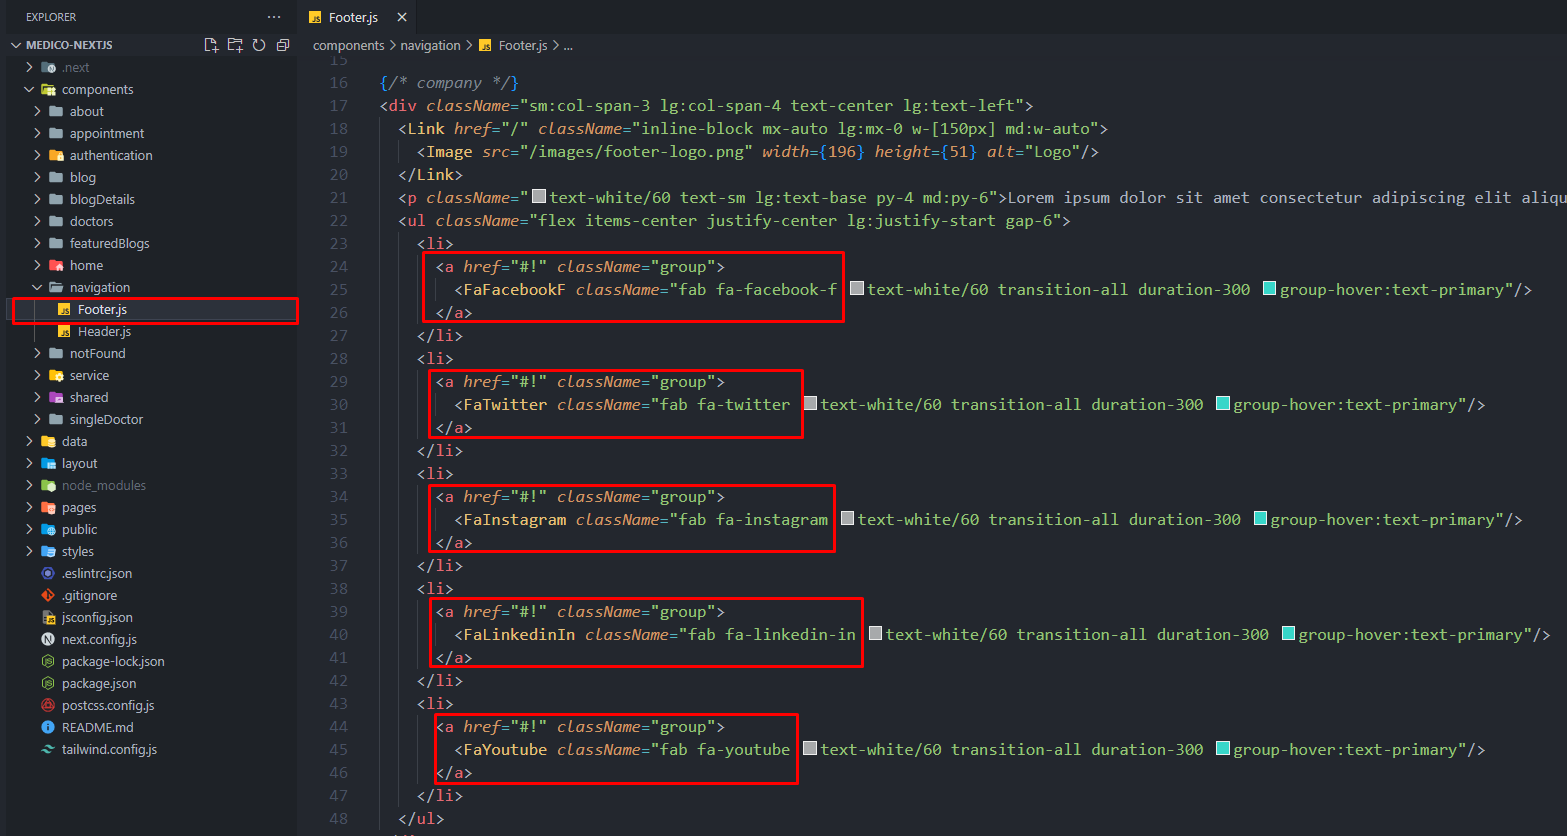 EXPLORER
MEDICO-NEXTJS
.next
components
about
appointment
authentication
blog
blogDetails
doctors
featuredBlogs
home
navigation
Footer.js
Header.js
notFound
service
shared
singleDoctor
data
layout
node_modules
pages
public
styles
.eslintrc.json
.gitignore
jsconfig.json
next.config.js
package-lock.json
package.json
postcss.config.js
README.md
tailwind.config.js
Footer.js
components > navigation > JS Footer.js > ...
15
16 {/* company */}
17 <div className="sm:col-span-3 lg:col-span-4 text-center lg:text-left">
18 <Link href="/" className="inline-block mx-auto lg:mx-0 w-[150px] md:w-auto">
19 <Image src="/images/footer-logo.png" width={196} height={51} alt="Logo"/>
20 </Link>
21 <p className="text-white/60 text-sm lg:text-base py-4 md:py-6">Lorem ipsum dolor sit amet consectetur adipiscing elit aliqu
22 <ul className="flex items-center justify-center lg:justify-start gap-6">
23 <li>
24 <a href="#!" className="group">
25 <FaFacebookF className="fab fa-facebook-f text-white/60 transition-all duration-300 group-hover:text-primary"/>
26 </a>
27 </li>
28 <li>
29 <a href="#!" className="group">
30 <FaTwitter className="fab fa-twitter text-white/60 transition-all duration-300 group-hover:text-primary"/>
31 </a>
32 </li>
33 <li>
34 <a href="#!" className="group">
35 <FaInstagram className="fab fa-instagram text-white/60 transition-all duration-300 group-hover:text-primary"/>
36 </a>
37 </li>
38 <li>
39 <a href="#!" className="group">
40 <FaLinkedinIn className="fab fa-linkedin-in text-white/60 transition-all duration-300 group-hover:text-primary"/>
41 </a>
42 </li>
43 <li>
44 <a href="#!" className="group">
45 <FaYoutube className="fab fa-youtube text-white/60 transition-all duration-300 group-hover:text-primary"/>
46 </a>
47 </li>
48 </ul>